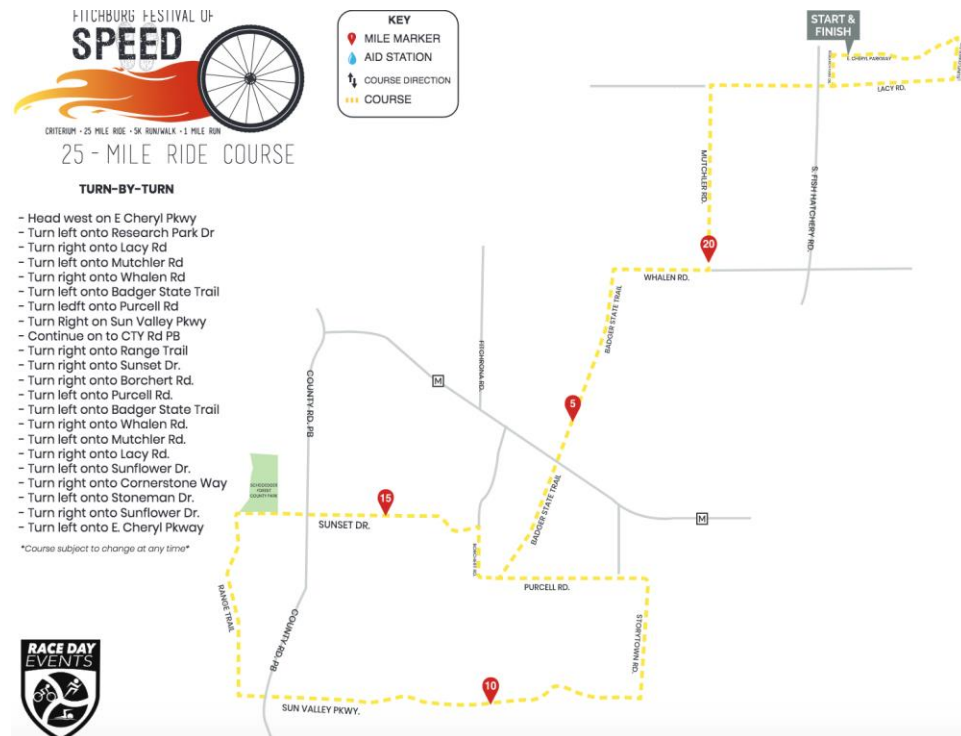 FITCHBURG FESTIVAL OF
SPEED
CRITERIUM • 25 MILE RIDE • 5K RUN/WALK • 1 MILE RUN
25 - MILE RIDE COURSE
TURN-BY-TURN
- Head west on E Cheryl Pkwy
- Turn left onto Research Park Dr
- Turn right onto Lacy Rd
- Turn left onto Mutchler Rd
- Turn right onto Whalen Rd
- Turn left onto Badger State Trail
- Turn ledft onto Purcell Rd
- Turn Right on Sun Valley Pkwy
- Continue on to CTY Rd PB
- Turn right onto Range Trail
- Turn right onto Sunset Dr.
- Turn right onto Borchert Rd.
- Turn left onto Purcell Rd.
- Turn left onto Badger State Trail
- Turn right onto Whalen Rd.
- Turn left onto Mutchler Rd.
- Turn right onto Lacy Rd.
- Turn left onto Sunflower Dr.
- Turn right onto Cornerstone Way
- Turn left onto Stoneman Dr.
- Turn right onto Sunflower Dr.
- Turn left onto E. Cheryl Pkway
*Course subject to change at any time*
RACE DAY
EVENTS
KEY
MILE MARKER
AID STATION
COURSE DIRECTION
COURSE
START &
FINISH
E. CHERYL PARKWAY
LACY RD.
MUTCHLER RD.
S. FISH HATCHERY RD.
20
WHALEN RD.
BADGER STATE TRAIL
FITCHRONA RD.
COUNTY RD. PB
M
5
BADGER STATE TRAIL
M
15
SUNSET DR.
BORCHERT RD.
PURCELL RD.
RANGE TRAIL
COUNTY RD. PB
STORYTOWN RD.
10
SUN VALLEY PKWY.